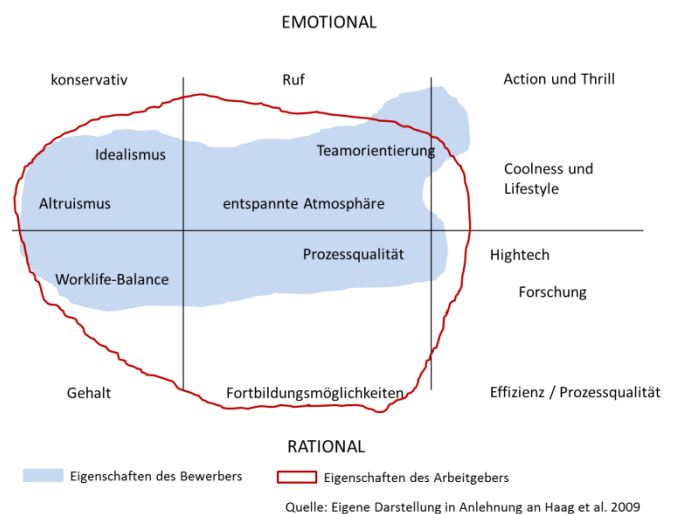 EMOTIONAL
konservativ
Ruf
Action und Thrill
Idealismus
Teamorientierung
Coolness und
Lifestyle
Altruismus
entspannte Atmosphäre
Prozessqualität
Hightech
Worklife-Balance
Forschung
Gehalt
Fortbildungsmöglichkeiten
Effizienz / Prozessqualität
RATIONAL
Eigenschaften des Bewerbers
Eigenschaften des Arbeitgebers
Quelle: Eigene Darstellung in Anlehnung an Haag et al. 2009